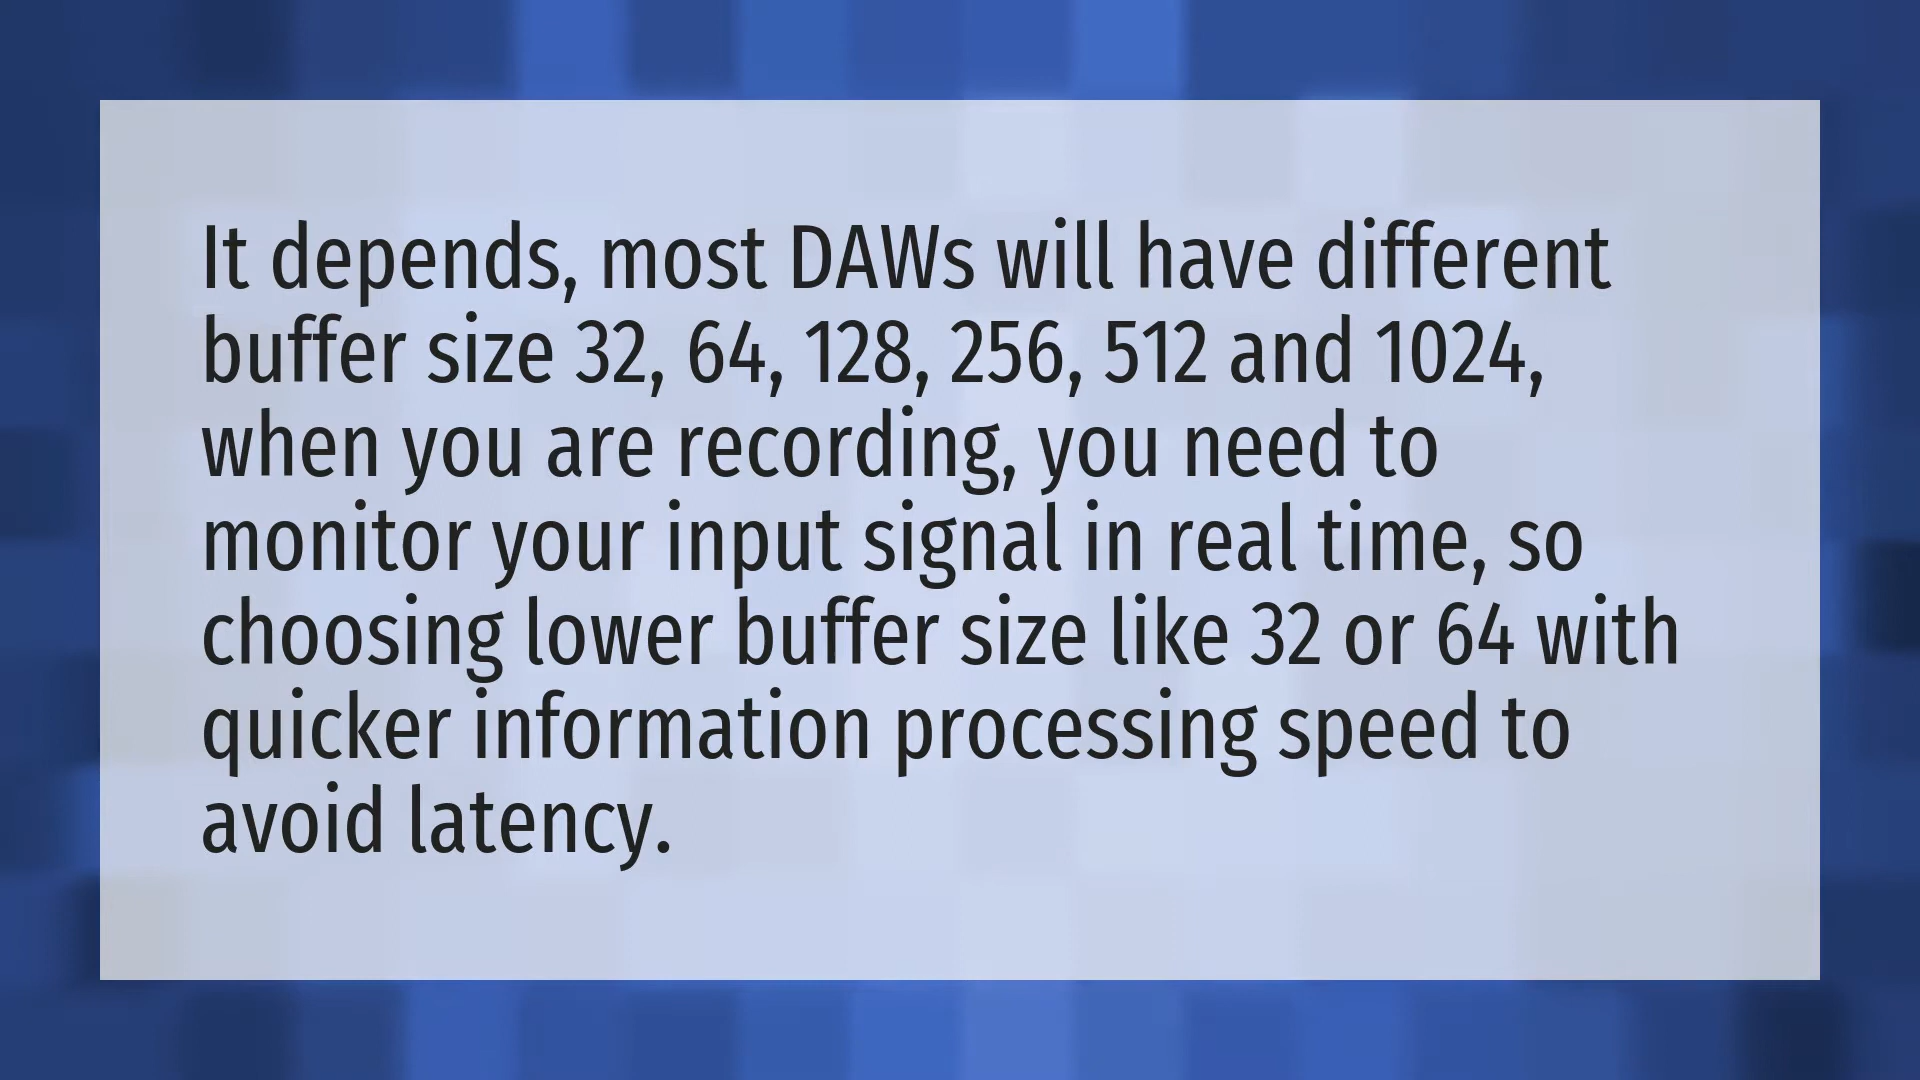 It depends, most DAWs will have different
buffer size 32, 64, 128, 256, 512 and 1024,
when you are recording, you need to
monitor your input signal in real time, so
choosing lower buffer size like 32 or 64 with
quicker information processing speed to
avoid latency.